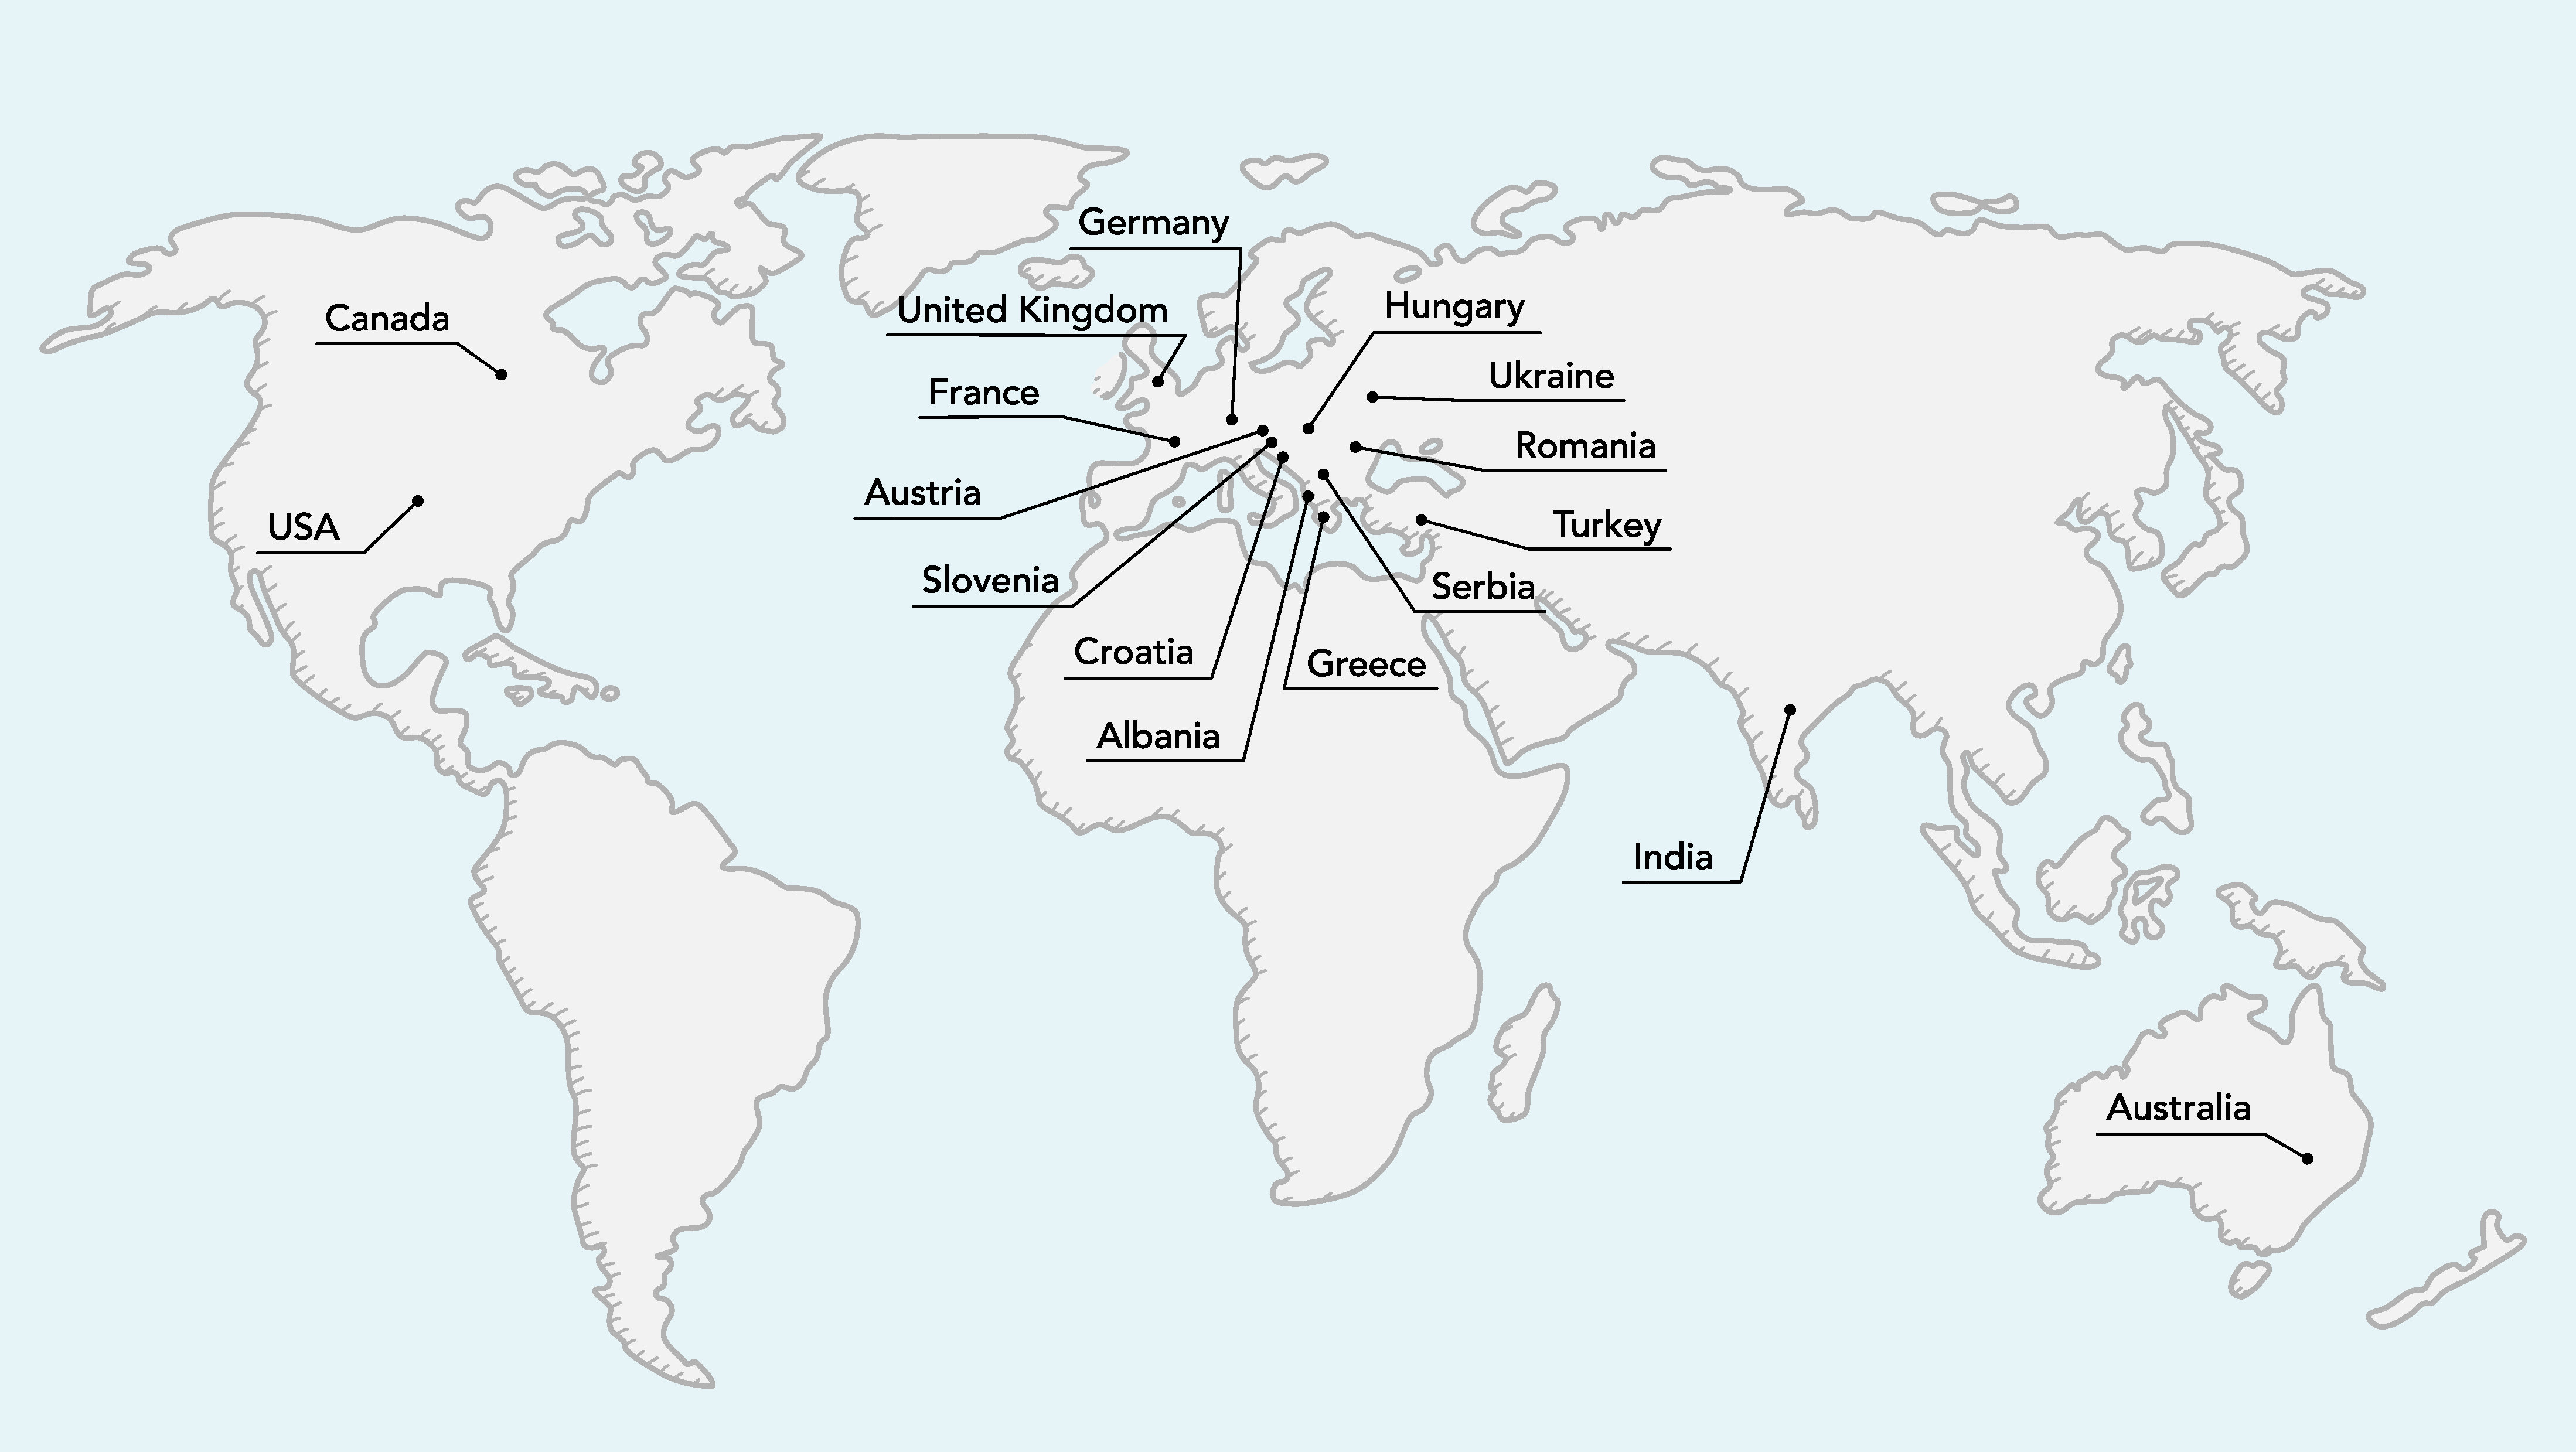 Germany
United Kingdom
Hungary
Canada
Ukraine
France
Romania
Austria
USA
Turkey
Slovenia
Serbia
Croatia
Greece
Albania
India
Australia